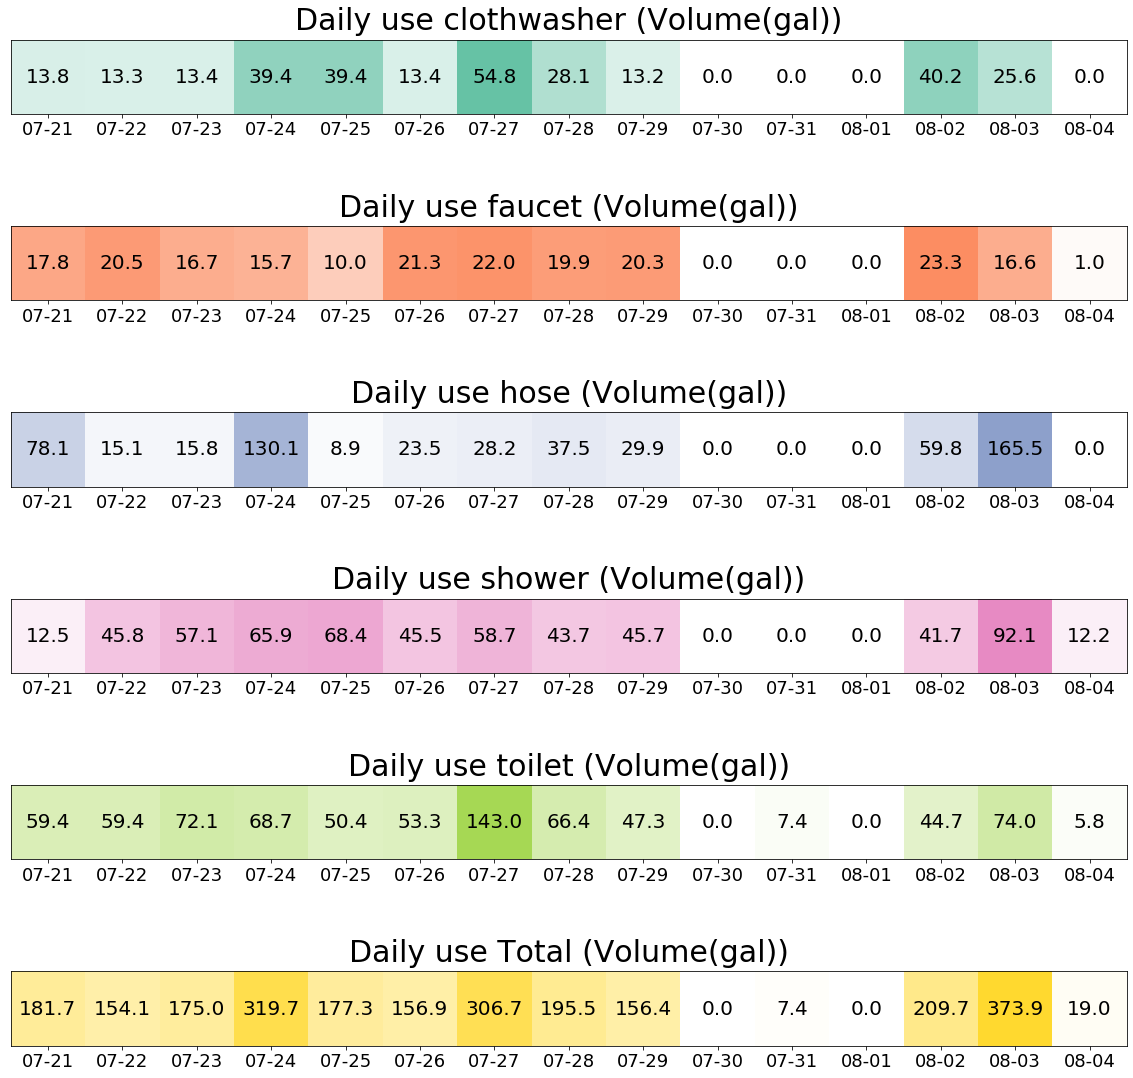 Daily use clothwasher (Volume(gal))
13.8 13.3 13.4 39.4 39.4 13.4 54.8 28.1 13.2 0.0 0.0 0.0 40.2 25.6 0.0
07-21 07-22 07-23 07-24 07-25 07-26 07-27 07-28 07-29 07-30 07-31 08-01 08-02 08-03 08-04
Daily use faucet (Volume(gal))
17.8 20.5 16.7 15.7 10.0 21.3 22.0 19.9 20.3 0.0 0.0 0.0 23.3 16.6 1.0
07-21 07-22 07-23 07-24 07-25 07-26 07-27 07-28 07-29 07-30 07-31 08-01 08-02 08-03 08-04
Daily use hose (Volume(gal))
78.1 15.1 15.8 130.1 8.9 23.5 28.2 37.5 29.9 0.0 0.0 0.0 59.8 165.5 0.0
07-21 07-22 07-23 07-24 07-25 07-26 07-27 07-28 07-29 07-30 07-31 08-01 08-02 08-03 08-04
Daily use shower (Volume(gal))
12.5 45.8 57.1 65.9 68.4 45.5 58.7 43.7 45.7 0.0 0.0 0.0 41.7 92.1 12.2
07-21 07-22 07-23 07-24 07-25 07-26 07-27 07-28 07-29 07-30 07-31 08-01 08-02 08-03 08-04
Daily use toilet (Volume(gal))
59.4 59.4 72.1 68.7 50.4 53.3 143.0 66.4 47.3 0.0 7.4 0.0 44.7 74.0 5.8
07-21 07-22 07-23 07-24 07-25 07-26 07-27 07-28 07-29 07-30 07-31 08-01 08-02 08-03 08-04
Daily use Total (Volume(gal))
181.7 154.1 175.0 319.7 177.3 156.9 306.7 195.5 156.4 0.0 7.4 0.0 209.7 373.9 19.0
07-21 07-22 07-23 07-24 07-25 07-26 07-27 07-28 07-29 07-30 07-31 08-01 08-02 08-03 08-04